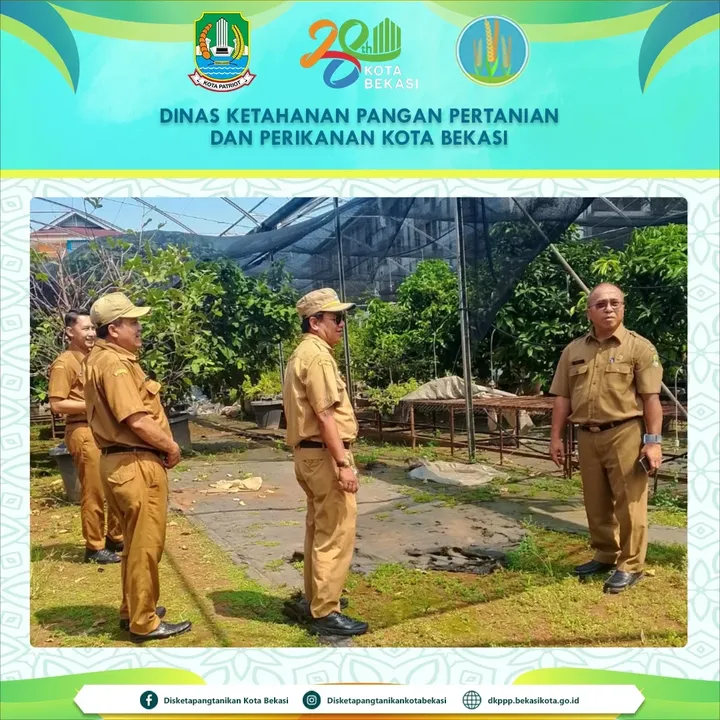 KOTA PATRIOT
28th
KOTA
BEKASI
DINAS KETAHANAN PANGAN PERTANIAN
DAN PERIKANAN KOTA BEKASI
Disketapangtanikan Kota Bekasi
Disketapangtanikankotabekasi
dkppp.bekasikota.go.id